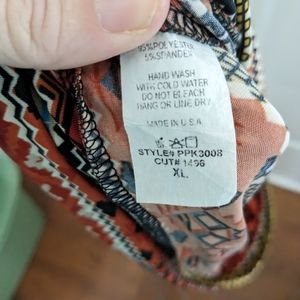 95% POLYESTER
5% SPANDEX
HAND WASH
WITH COLD WATER
DO NOT BLEACH
HANG OR LINE DRY
MADE IN U.S.A
STYLE# PPK3008
CUT# 1466
XL